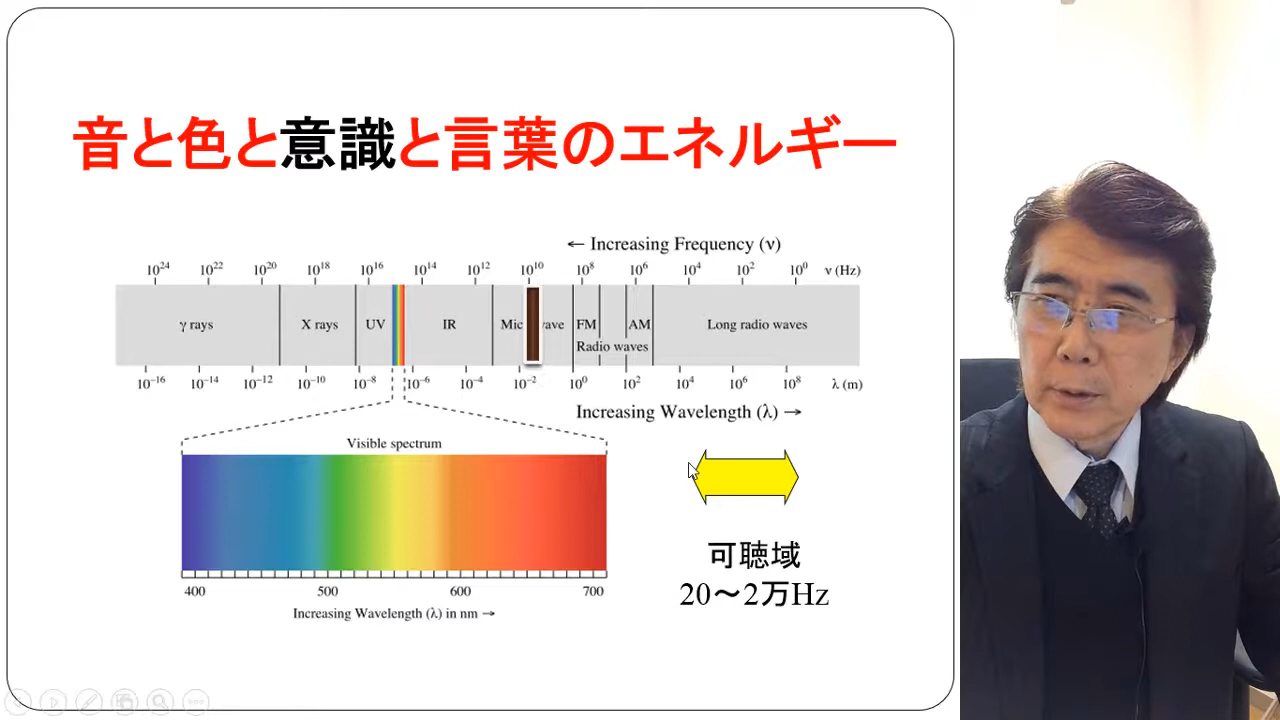 音と色と意識と言葉のエネルギー
← Increasing Frequency (ν)
10²⁴ 10²² 10²⁰ 10¹⁸ 10¹⁶ 10¹⁴ 10¹² 10¹⁰ 10⁸ 10⁶ 10⁴ 10² 10⁰ ν (Hz)
γ rays X rays UV IR Mic ave FM AM Long radio waves
Radio waves
10⁻¹⁶ 10⁻¹⁴ 10⁻¹² 10⁻¹⁰ 10⁻⁸ 10⁻⁶ 10⁻⁴ 10⁻² 10⁰ 10² 10⁴ 10⁶ 10⁸ λ (m)
Increasing Wavelength (λ) →
Visible spectrum
400 500 600 700
Increasing Wavelength (λ) in nm →
可聴域
20～2万Hz